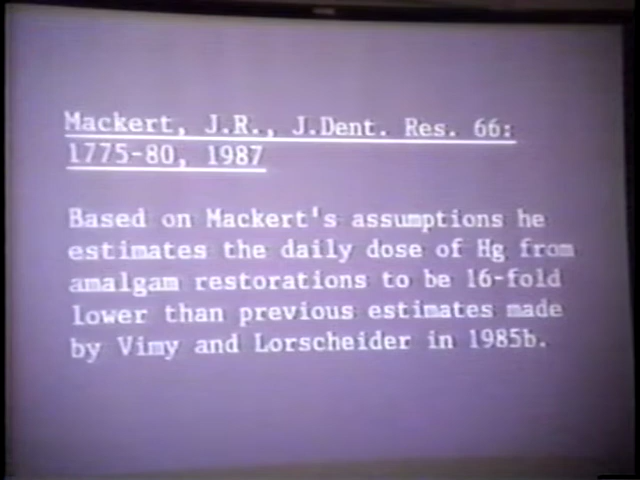 Mackert, J.R., J.Dent. Res. 66:
1775-80, 1987
Based on Mackert's assumptions he
estimates the daily dose of Hg from
amalgam restorations to be 16-fold
lower than previous estimates made
by Vimy and Lorscheider in 1985b.